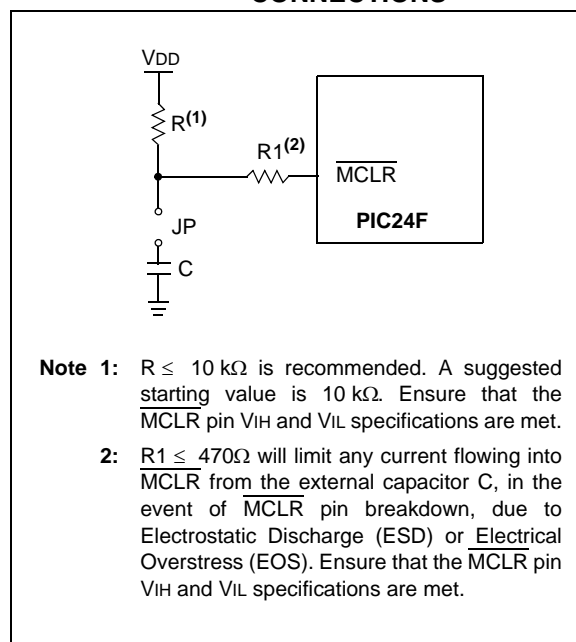 CONNECTIONS
VDD
R(1)
R1(2)
MCLR
JP
PIC24F
C
Note 1: R ≤ 10 kΩ is recommended. A suggested
starting value is 10 kΩ. Ensure that the
MCLR pin VIH and VIL specifications are met.
2: R1 ≤ 470Ω will limit any current flowing into
MCLR from the external capacitor C, in the
event of MCLR pin breakdown, due to
Electrostatic Discharge (ESD) or Electrical
Overstress (EOS). Ensure that the MCLR pin
VIH and VIL specifications are met.